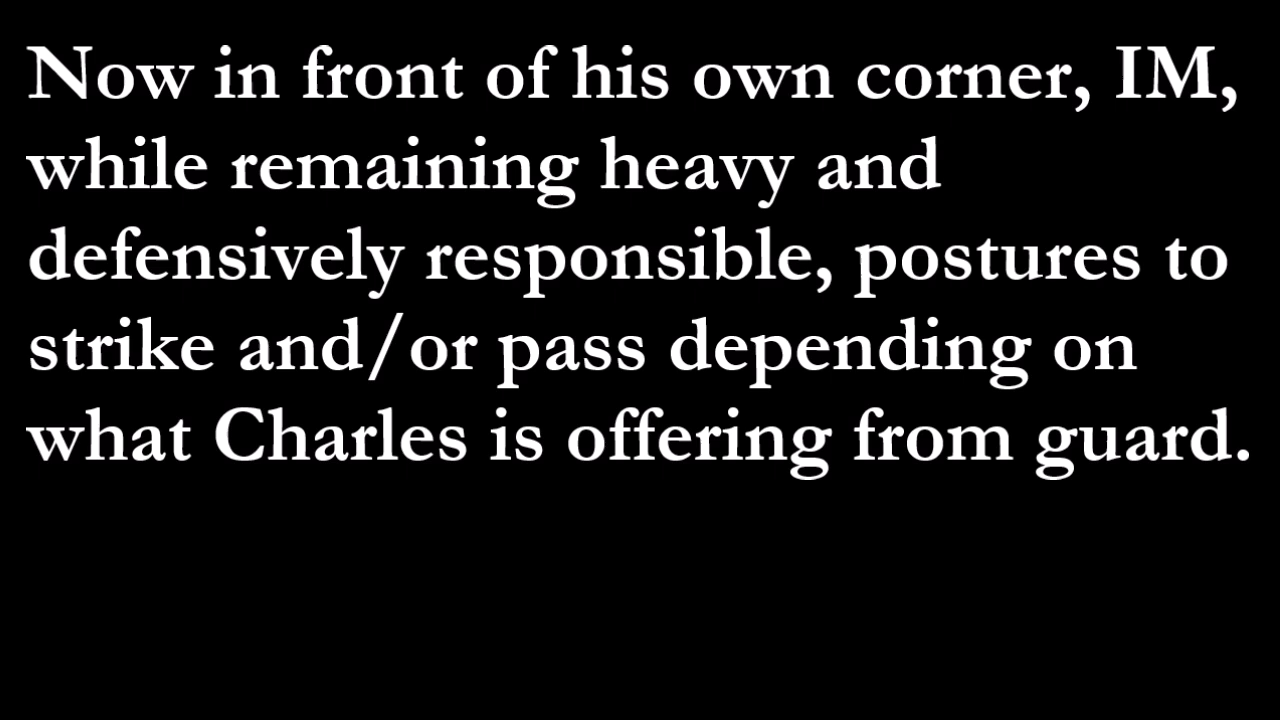 Now in front of his own corner, IM,
while remaining heavy and
defensively responsible, postures to
strike and/or pass depending on
what Charles is offering from guard.